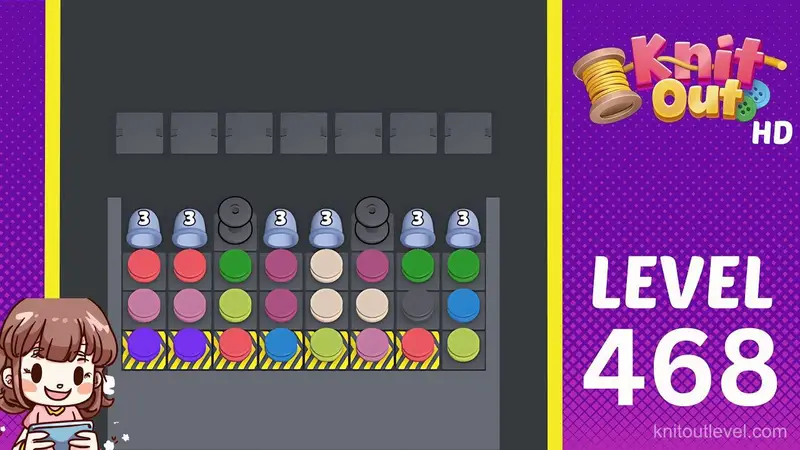 Knit
Out
HD
3 3 3 3 3 3
LEVEL
468
knitoutlevel.com